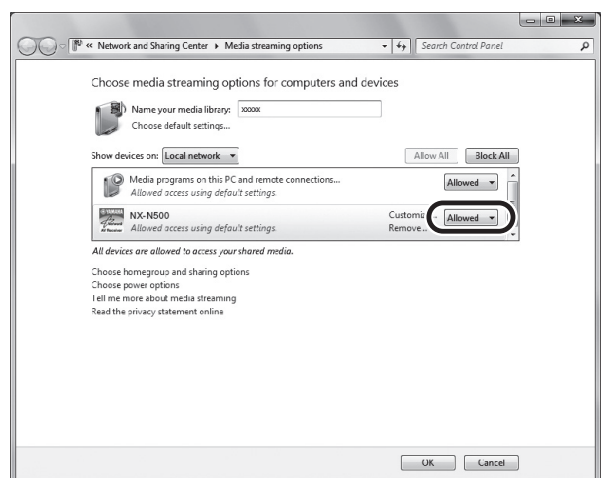 « Network and Sharing Center ▸ Media streaming options
Search Control Panel
Choose media streaming options for computers and devices
Name your media library: xxxxx
Choose default settings...
Show devices on: Local network
Allow All Block All
Media programs on this PC and remote connections...
Allowed access using default settings
Allowed
YAMAHA
NX-N500
Allowed access using default settings
Customiz
Remove...
Allowed
All devices are allowed to access your shared media.
Choose homegroup and sharing options
Choose power options
Tell me more about media streaming
Read the privacy statement online
OK Cancel